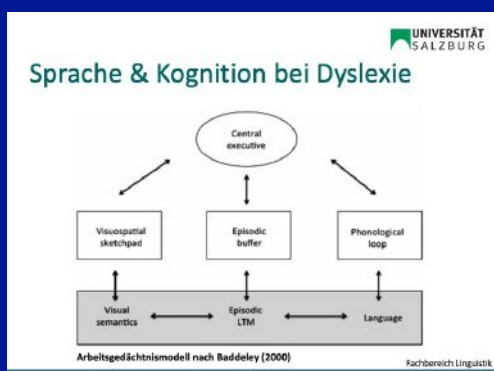 UNIVERSITÄT
SALZBURG
Sprache & Kognition bei Dyslexie
Central
executive
Visuospatial
sketchpad
Episodic
buffer
Phonological
loop
Visual
semantics
Episodic
LTM
Language
Arbeitsgedächtnismodell nach Baddeley (2000)
Fachbereich Linguistik